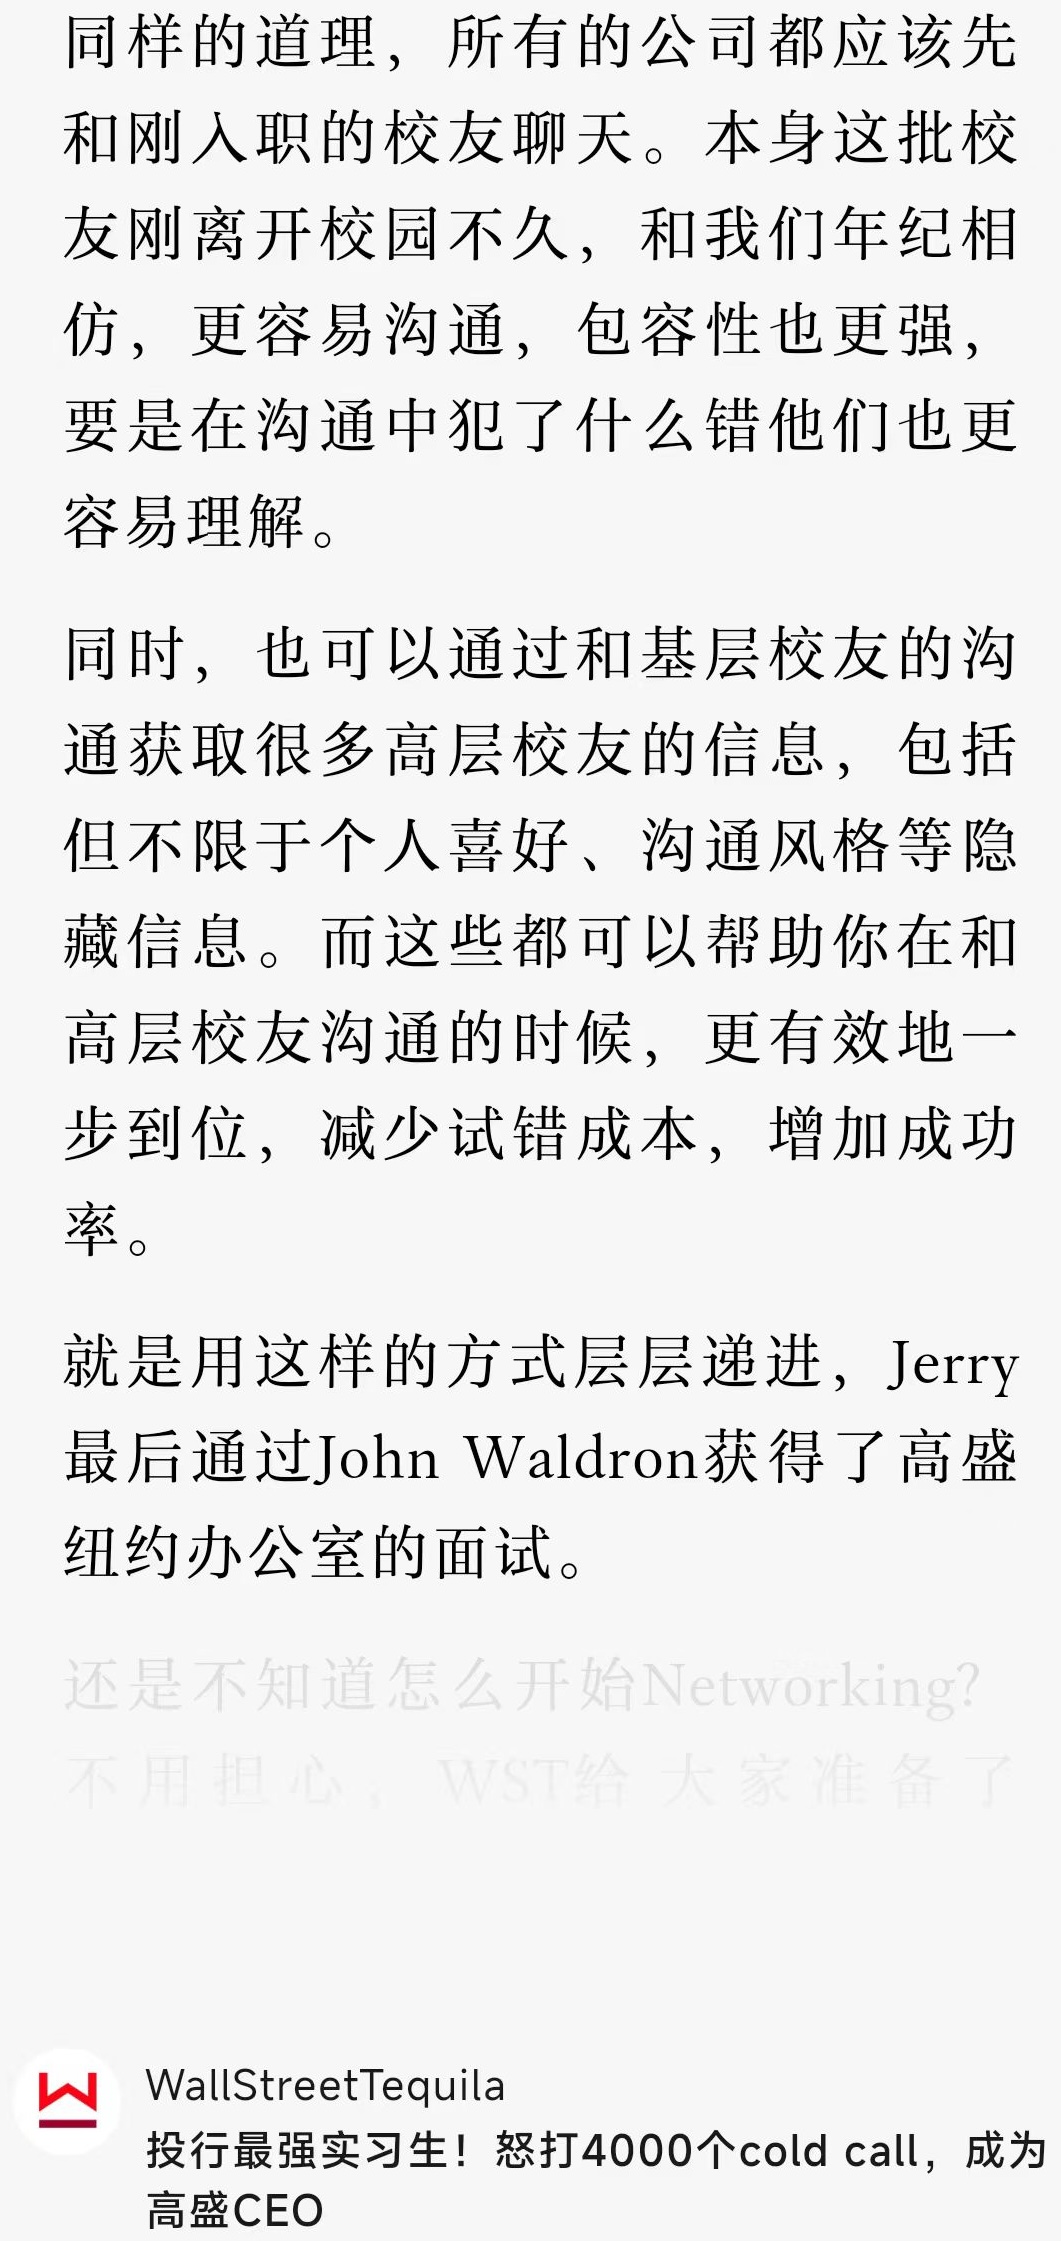 同样的道理，所有的公司都应该先
和刚入职的校友聊天。本身这批校
友刚离开校园不久，和我们年纪相
仿，更容易沟通，包容性也更强，
要是在沟通中犯了什么错他们也更
容易理解。
同时，也可以通过和基层校友的沟
通获取很多高层校友的信息，包括
但不限于个人喜好、沟通风格等隐
藏信息。而这些都可以帮助你在和
高层校友沟通的时候，更有效地一
步到位，减少试错成本，增加成功
率。
就是用这样的方式层层递进，Jerry
最后通过John Waldron获得了高盛
纽约办公室的面试。
还是不知道怎么开始Networking？
不用担心，WST给大家准备了
WallStreetTequila
投行最强实习生！怒打4000个cold call，成为
高盛CEO